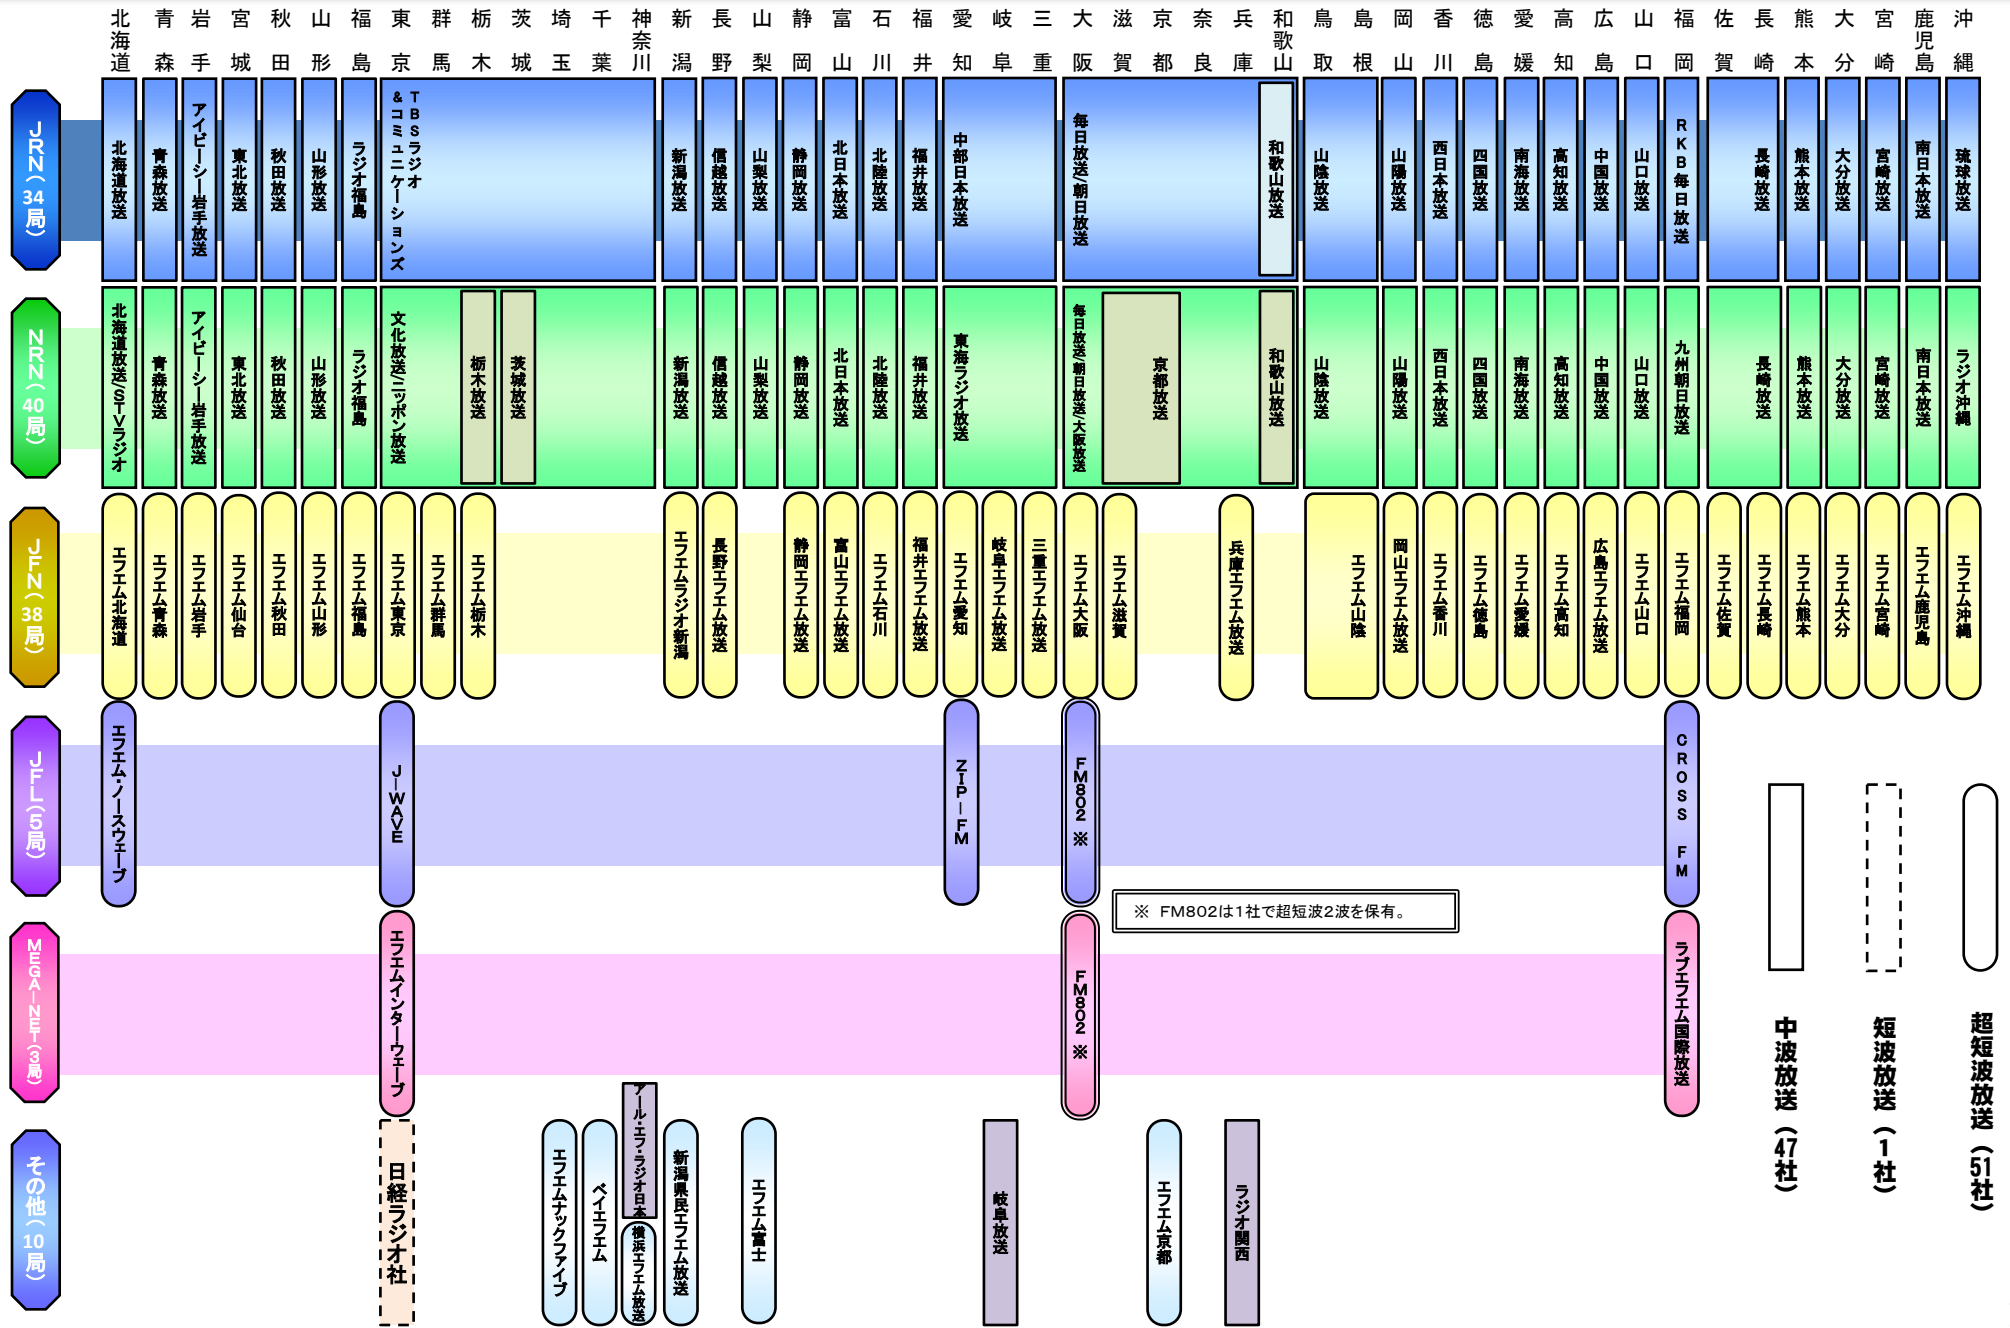 北海道
青森
岩手
宮城
秋田
山形
福島
東京
群馬
栃木
茨城
埼玉
千葉
神奈川
新潟
長野
山梨
静岡
富山
石川
福井
愛知
岐阜
三重
大阪
滋賀
京都
奈良
兵庫
和歌山
鳥取
島根
岡山
香川
徳島
愛媛
高知
広島
山口
福岡
佐賀
長崎
熊本
大分
宮崎
鹿児島
沖縄
JRN(34局)
北海道放送
青森放送
アイビーシー岩手放送
東北放送
秋田放送
山形放送
ラジオ福島
TBSラジオ
&コミュニケーションズ
新潟放送
信越放送
山梨放送
静岡放送
北日本放送
北陸放送
福井放送
中部日本放送
毎日放送/朝日放送
和歌山放送
山陰放送
山陽放送
西日本放送
四国放送
南海放送
高知放送
中国放送
山口放送
RKB毎日放送
長崎放送
熊本放送
大分放送
宮崎放送
南日本放送
琉球放送
NRN(40局)
北海道放送/STVラジオ
青森放送
アイビーシー岩手放送
東北放送
秋田放送
山形放送
ラジオ福島
文化放送/ニッポン放送
栃木放送
茨城放送
新潟放送
信越放送
山梨放送
静岡放送
北日本放送
北陸放送
福井放送
東海ラジオ放送
毎日放送/朝日放送/大阪放送
京都放送
和歌山放送
山陰放送
山陽放送
西日本放送
四国放送
南海放送
高知放送
中国放送
山口放送
九州朝日放送
長崎放送
熊本放送
大分放送
宮崎放送
南日本放送
ラジオ沖縄
JFN(38局)
エフエム北海道
エフエム青森
エフエム岩手
エフエム仙台
エフエム秋田
エフエム山形
エフエム福島
エフエム東京
エフエム群馬
エフエム栃木
エフエムラジオ新潟
長野エフエム放送
静岡エフエム放送
富山エフエム放送
エフエム石川
福井エフエム放送
エフエム愛知
岐阜エフエム放送
三重エフエム放送
エフエム大阪
エフエム滋賀
兵庫エフエム放送
エフエム山陰
岡山エフエム放送
エフエム香川
エフエム徳島
エフエム愛媛
エフエム高知
広島エフエム放送
エフエム山口
エフエム福岡
エフエム佐賀
エフエム長崎
エフエム熊本
エフエム大分
エフエム宮崎
エフエム鹿児島
エフエム沖縄
JFL(5局)
エフエム・ノースウェーブ
J-WAVE
ZIP-FM
FM802 ※
CROSS FM
※ FM802は1社で超短波2波を保有。
MEGA-NET(3局)
エフエムインターウェーブ
FM802 ※
ラブエフエム国際放送
その他(10局)
日経ラジオ社
エフエムナックファイブ
ベイエフエム
アール・エフ・ラジオ日本
横浜エフエム放送
新潟県民エフエム放送
エフエム富士
岐阜放送
エフエム京都
ラジオ関西
中波放送(47社)
短波放送(1社)
超短波放送(51社)